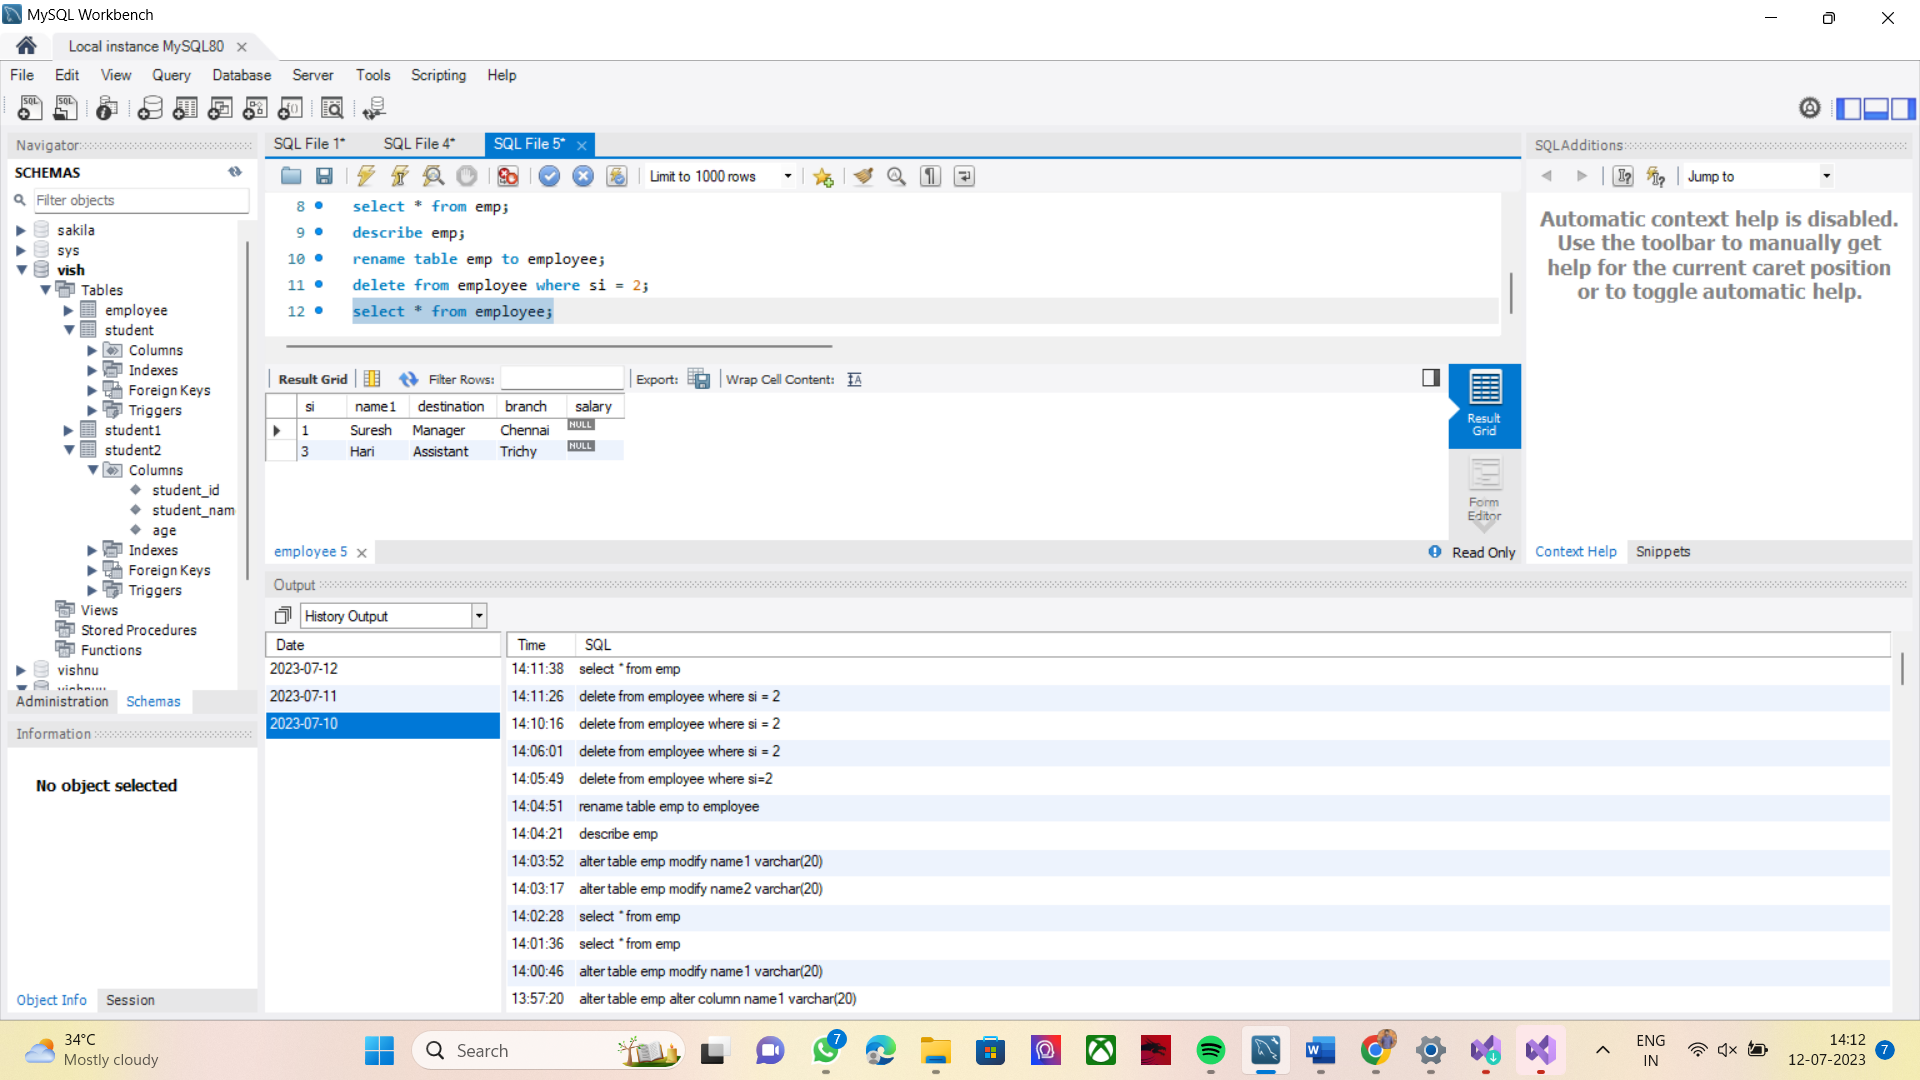 MySQL Workbench
Local instance MySQL80
File Edit View Query Database Server Tools Scripting Help
Navigator
SCHEMAS
Filter objects
sakila
sys
vish
Tables
employee
student
Columns
Indexes
Foreign Keys
Triggers
student1
student2
Columns
student_id
student_nam
age
Indexes
Foreign Keys
Triggers
Views
Stored Procedures
Functions
vishnu
Administration Schemas
Information
No object selected
Object Info Session
SQL File 1* SQL File 4* SQL File 5*
Limit to 1000 rows
8 select * from emp;
9 describe emp;
10 rename table emp to employee;
11 delete from employee where si = 2;
12 select * from employee;
Result Grid Filter Rows: Export: Wrap Cell Content:
si name1 destination branch salary
1 Suresh Manager Chennai NULL
3 Hari Assistant Trichy NULL
Result
Grid
Form
Editor
employee 5
Read Only
SQLAdditions
Jump to
Automatic context help is disabled.
Use the toolbar to manually get
help for the current caret position
or to toggle automatic help.
Context Help Snippets
Output
History Output
Date
2023-07-12
2023-07-11
2023-07-10
Time SQL
14:11:38 select * from emp
14:11:26 delete from employee where si = 2
14:10:16 delete from employee where si = 2
14:06:01 delete from employee where si = 2
14:05:49 delete from employee where si=2
14:04:51 rename table emp to employee
14:04:21 describe emp
14:03:52 alter table emp modify name1 varchar(20)
14:03:17 alter table emp modify name2 varchar(20)
14:02:28 select * from emp
14:01:36 select * from emp
14:00:46 alter table emp modify name1 varchar(20)
13:57:20 alter table emp alter column name1 varchar(20)
34°C
Mostly cloudy
Search
7
ENG
IN
14:12
12-07-2023
7